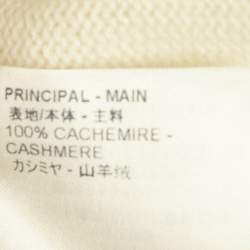 PRINCIPAL - MAIN
表地/本体 - 主料
100% CACHEMIRE -
CASHMERE
カシミヤ - 山羊绒